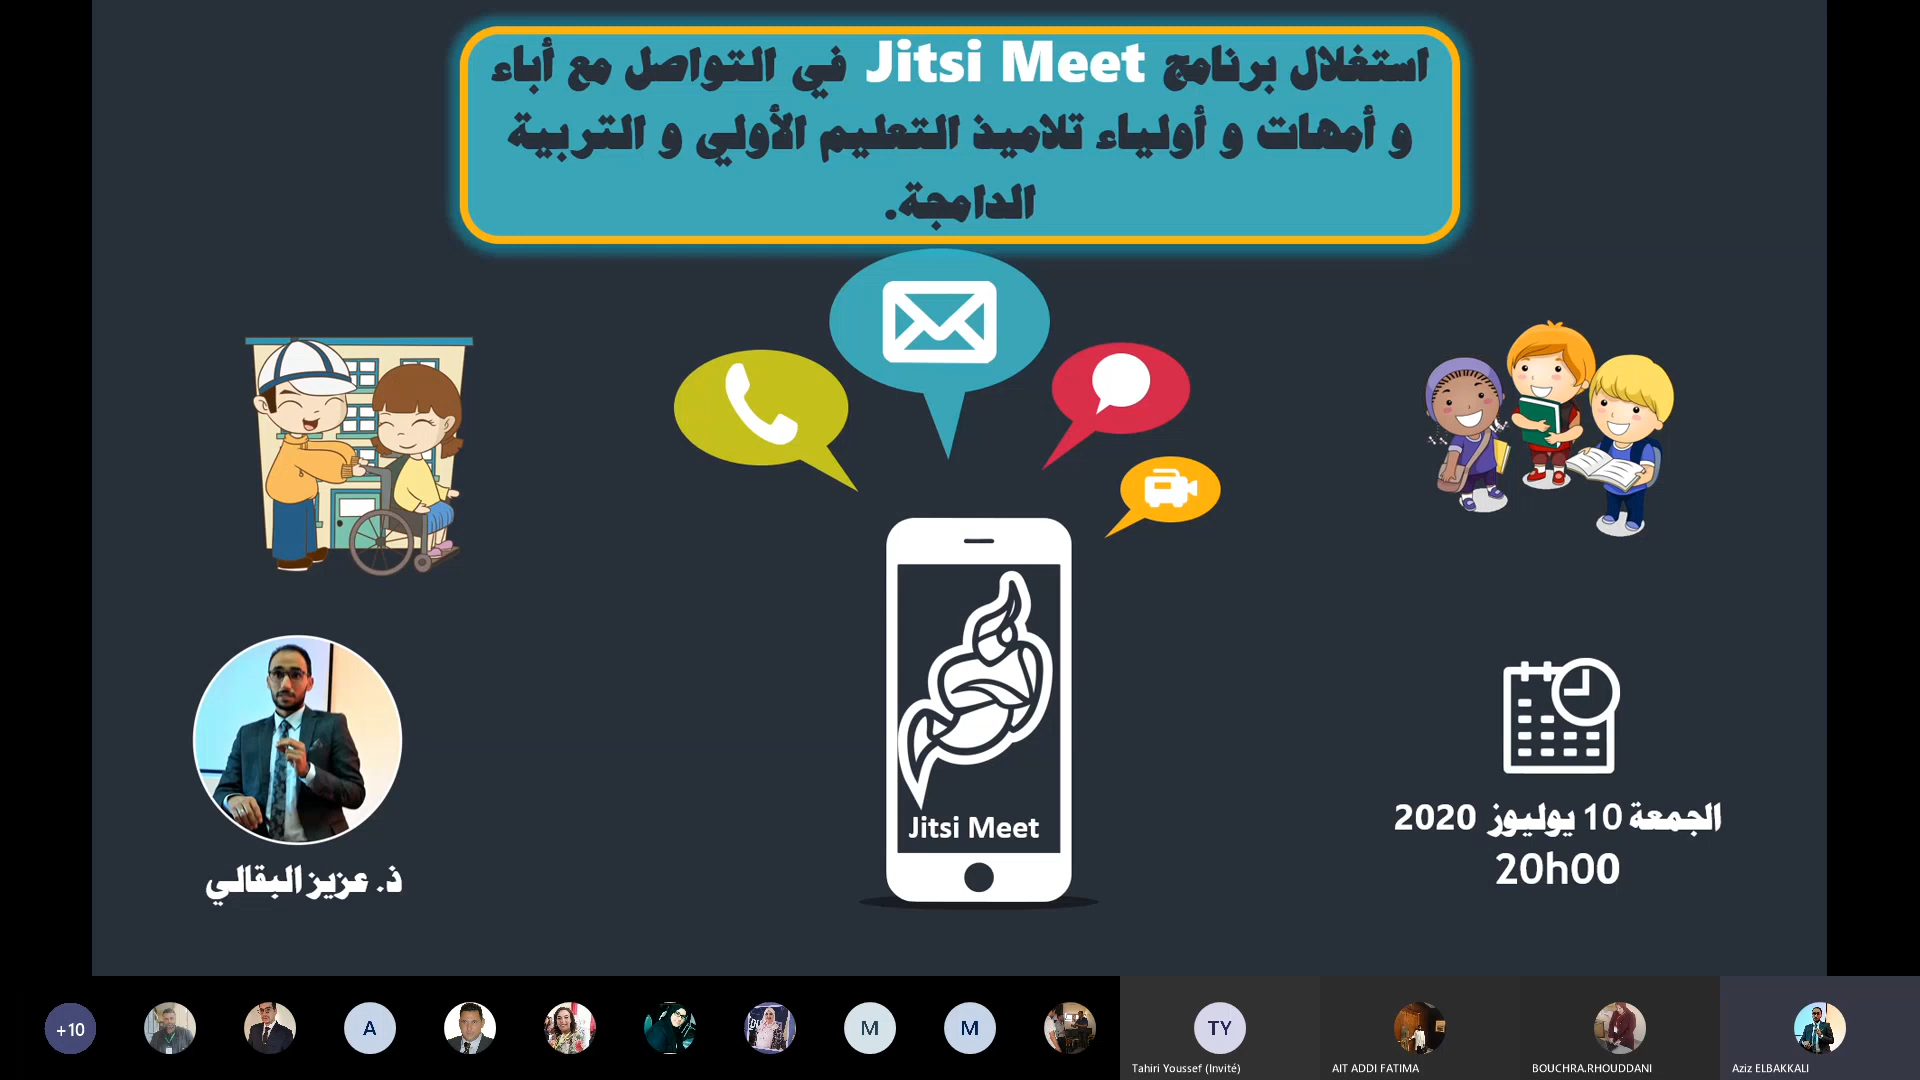 استغلال برنامج Jitsi Meet في التواصل مع أباء
و أمهات و أولياء تلاميذ التعليم الأولي و التربية
الدامجة.
Jitsi Meet
ذ. عزيز البقالي
الجمعة 10 يوليوز 2020
20h00
+10
A
M
M
TY
Tahiri Youssef (Invité)
AIT ADDI FATIMA
BOUCHRA.RHOUDDANI
Aziz ELBAKKALI